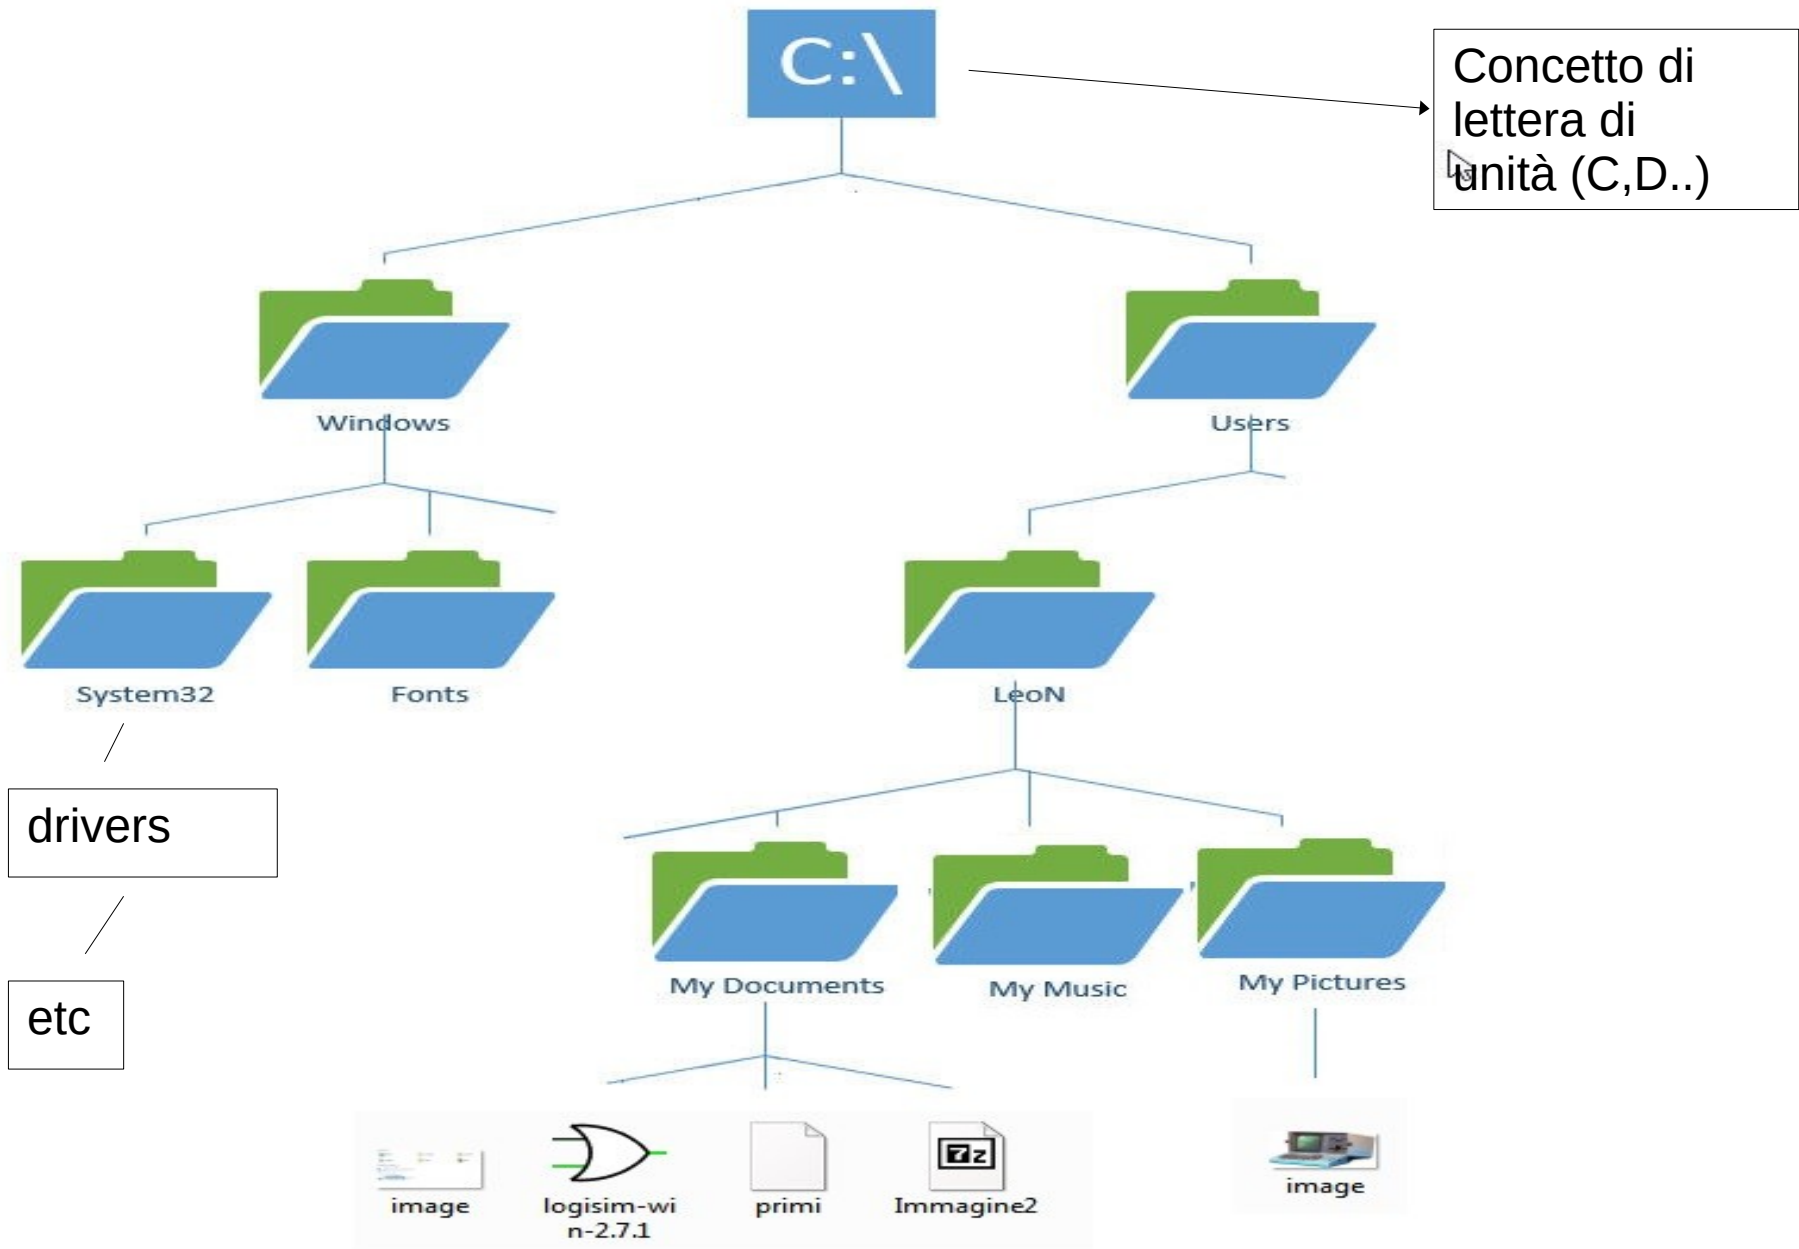 C:\
Concetto di
lettera di
unità (C,D..)
Windows
Users
System32
Fonts
LeoN
drivers
My Documents
My Music
My Pictures
etc
image
logisim-wi
n-2.7.1
primi
7z
Immagine2
image